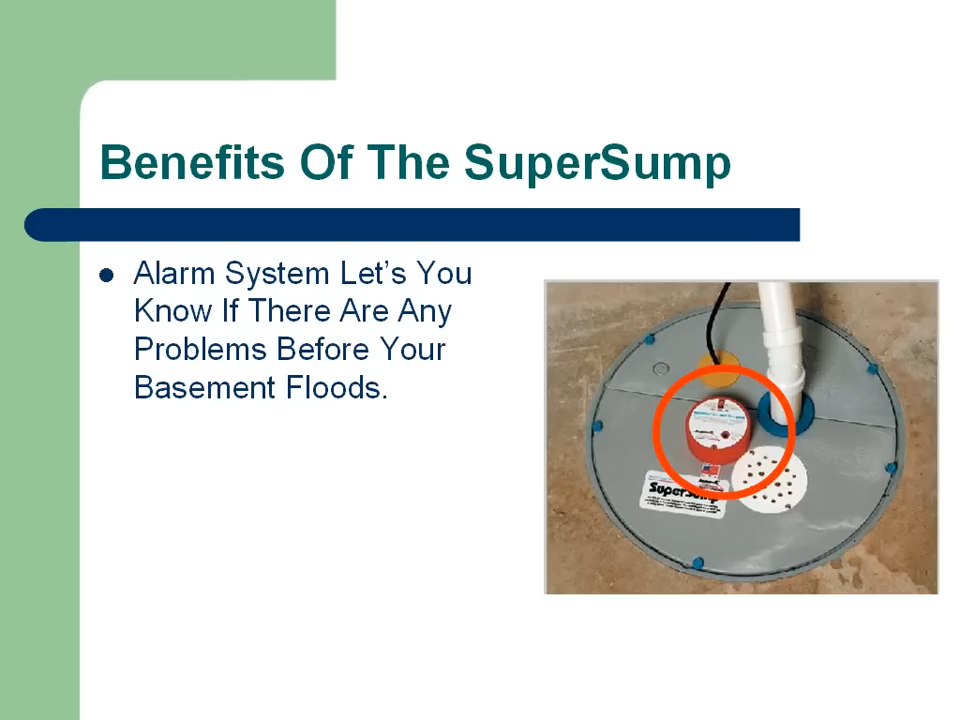 Benefits Of The SuperSump
Alarm System Let's You
Know If There Are Any
Problems Before Your
Basement Floods.
SuperSump